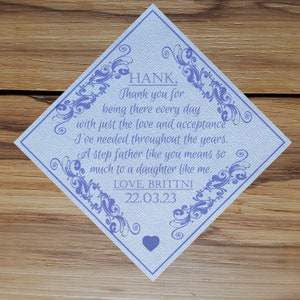 HANK,
Thank you for
being there every day
with just the love and acceptance
I've needed throughout the years.
A step father like you means so
much to a daughter like me.
LOVE, BRITTNI
22.03.23